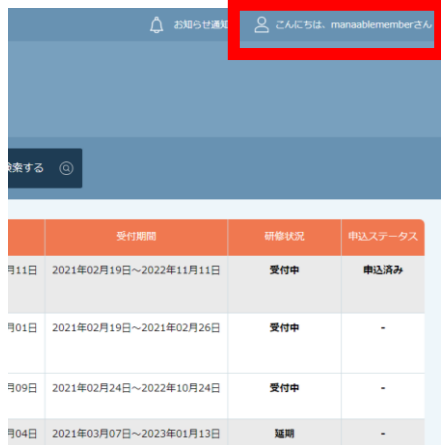 お知らせ通知
こんにちは、manaablememberさん
検索する
受付期間 研修状況 申込ステータス
月11日 2021年02月19日～2022年11月11日 受付中 申込済み
月01日 2021年02月19日～2021年02月26日 受付中 -
月09日 2021年02月24日～2022年10月24日 受付中 -
月04日 2021年03月07日～2023年01月13日 延期 -